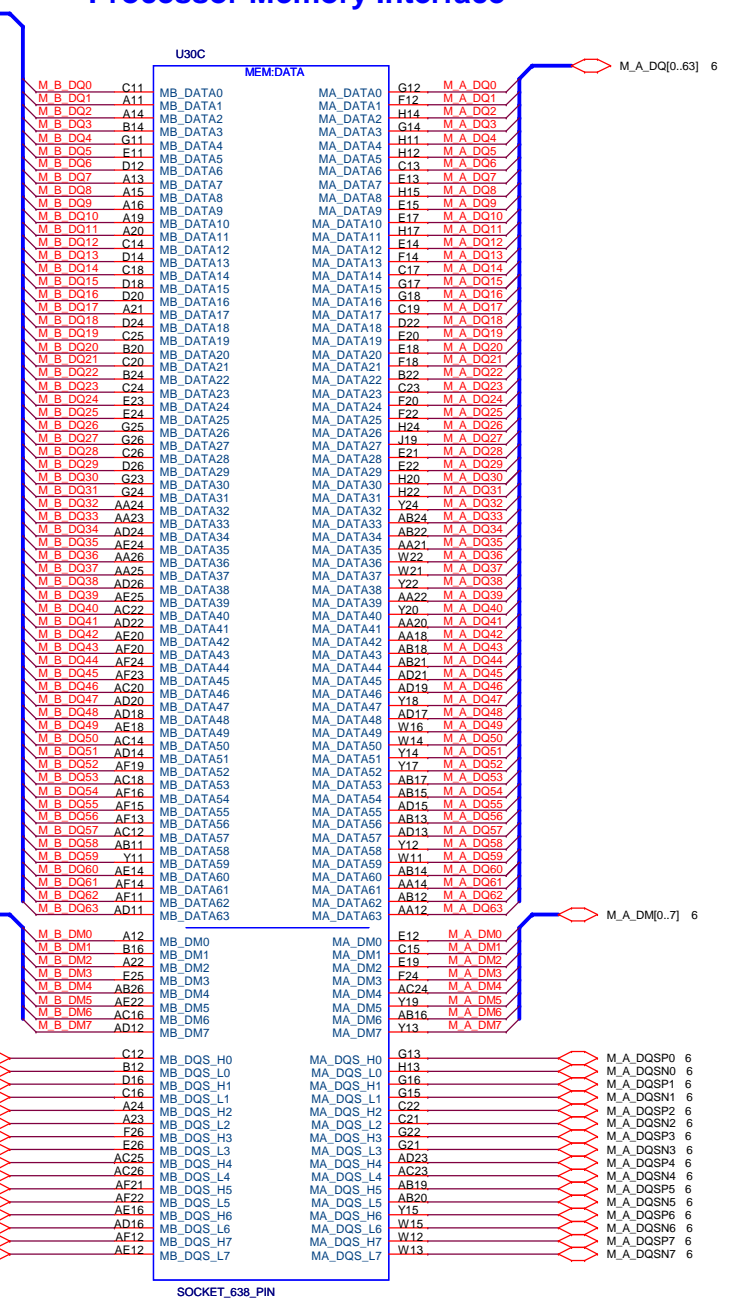 Processor Memory Interface
U30C
MEM:DATA
M_A_DQ[0..63] 6
M_B_DQ0 C11 MB_DATA0 MA_DATA0 G12 M_A_DQ0
M_B_DQ1 A11 MB_DATA1 MA_DATA1 F12 M_A_DQ1
M_B_DQ2 A14 MB_DATA2 MA_DATA2 H14 M_A_DQ2
M_B_DQ3 B14 MB_DATA3 MA_DATA3 G14 M_A_DQ3
M_B_DQ4 G11 MB_DATA4 MA_DATA4 H11 M_A_DQ4
M_B_DQ5 E11 MB_DATA5 MA_DATA5 H12 M_A_DQ5
M_B_DQ6 D12 MB_DATA6 MA_DATA6 C13 M_A_DQ6
M_B_DQ7 A13 MB_DATA7 MA_DATA7 E13 M_A_DQ7
M_B_DQ8 A15 MB_DATA8 MA_DATA8 H15 M_A_DQ8
M_B_DQ9 A16 MB_DATA9 MA_DATA9 E15 M_A_DQ9
M_B_DQ10 A19 MB_DATA10 MA_DATA10 E17 M_A_DQ10
M_B_DQ11 A20 MB_DATA11 MA_DATA11 H17 M_A_DQ11
M_B_DQ12 C14 MB_DATA12 MA_DATA12 E14 M_A_DQ12
M_B_DQ13 D14 MB_DATA13 MA_DATA13 F14 M_A_DQ13
M_B_DQ14 C18 MB_DATA14 MA_DATA14 C17 M_A_DQ14
M_B_DQ15 D18 MB_DATA15 MA_DATA15 G17 M_A_DQ15
M_B_DQ16 D20 MB_DATA16 MA_DATA16 G18 M_A_DQ16
M_B_DQ17 A21 MB_DATA17 MA_DATA17 C19 M_A_DQ17
M_B_DQ18 D24 MB_DATA18 MA_DATA18 D22 M_A_DQ18
M_B_DQ19 C25 MB_DATA19 MA_DATA19 E20 M_A_DQ19
M_B_DQ20 B20 MB_DATA20 MA_DATA20 E18 M_A_DQ20
M_B_DQ21 C20 MB_DATA21 MA_DATA21 F18 M_A_DQ21
M_B_DQ22 B24 MB_DATA22 MA_DATA22 B22 M_A_DQ22
M_B_DQ23 C24 MB_DATA23 MA_DATA23 C23 M_A_DQ23
M_B_DQ24 E23 MB_DATA24 MA_DATA24 F20 M_A_DQ24
M_B_DQ25 E24 MB_DATA25 MA_DATA25 F22 M_A_DQ25
M_B_DQ26 G25 MB_DATA26 MA_DATA26 H24 M_A_DQ26
M_B_DQ27 G26 MB_DATA27 MA_DATA27 J19 M_A_DQ27
M_B_DQ28 C26 MB_DATA28 MA_DATA28 E21 M_A_DQ28
M_B_DQ29 D26 MB_DATA29 MA_DATA29 E22 M_A_DQ29
M_B_DQ30 G23 MB_DATA30 MA_DATA30 H20 M_A_DQ30
M_B_DQ31 G24 MB_DATA31 MA_DATA31 H22 M_A_DQ31
M_B_DQ32 AA24 MB_DATA32 MA_DATA32 Y24 M_A_DQ32
M_B_DQ33 AA23 MB_DATA33 MA_DATA33 AB24 M_A_DQ33
M_B_DQ34 AD24 MB_DATA34 MA_DATA34 AB22 M_A_DQ34
M_B_DQ35 AE24 MB_DATA35 MA_DATA35 AA21 M_A_DQ35
M_B_DQ36 AA26 MB_DATA36 MA_DATA36 W22 M_A_DQ36
M_B_DQ37 AA25 MB_DATA37 MA_DATA37 W21 M_A_DQ37
M_B_DQ38 AD26 MB_DATA38 MA_DATA38 Y22 M_A_DQ38
M_B_DQ39 AE25 MB_DATA39 MA_DATA39 AA22 M_A_DQ39
M_B_DQ40 AC22 MB_DATA40 MA_DATA40 Y20 M_A_DQ40
M_B_DQ41 AD22 MB_DATA41 MA_DATA41 AA20 M_A_DQ41
M_B_DQ42 AE20 MB_DATA42 MA_DATA42 AA18 M_A_DQ42
M_B_DQ43 AF20 MB_DATA43 MA_DATA43 AB18 M_A_DQ43
M_B_DQ44 AF24 MB_DATA44 MA_DATA44 AB21 M_A_DQ44
M_B_DQ45 AF23 MB_DATA45 MA_DATA45 AD21 M_A_DQ45
M_B_DQ46 AC20 MB_DATA46 MA_DATA46 AD19 M_A_DQ46
M_B_DQ47 AD20 MB_DATA47 MA_DATA47 Y18 M_A_DQ47
M_B_DQ48 AD18 MB_DATA48 MA_DATA48 AD17 M_A_DQ48
M_B_DQ49 AE18 MB_DATA49 MA_DATA49 W16 M_A_DQ49
M_B_DQ50 AC14 MB_DATA50 MA_DATA50 W14 M_A_DQ50
M_B_DQ51 AD14 MB_DATA51 MA_DATA51 Y14 M_A_DQ51
M_B_DQ52 AF19 MB_DATA52 MA_DATA52 Y17 M_A_DQ52
M_B_DQ53 AC18 MB_DATA53 MA_DATA53 AB17 M_A_DQ53
M_B_DQ54 AF16 MB_DATA54 MA_DATA54 AB15 M_A_DQ54
M_B_DQ55 AF15 MB_DATA55 MA_DATA55 AD15 M_A_DQ55
M_B_DQ56 AF13 MB_DATA56 MA_DATA56 AB13 M_A_DQ56
M_B_DQ57 AC12 MB_DATA57 MA_DATA57 AD13 M_A_DQ57
M_B_DQ58 AB11 MB_DATA58 MA_DATA58 Y12 M_A_DQ58
M_B_DQ59 Y11 MB_DATA59 MA_DATA59 W11 M_A_DQ59
M_B_DQ60 AE14 MB_DATA60 MA_DATA60 AB14 M_A_DQ60
M_B_DQ61 AF14 MB_DATA61 MA_DATA61 AA14 M_A_DQ61
M_B_DQ62 AF11 MB_DATA62 MA_DATA62 AB12 M_A_DQ62
M_B_DQ63 AD11 MB_DATA63 MA_DATA63 AA12 M_A_DQ63
M_A_DM[0..7] 6
M_B_DM0 A12 MB_DM0 MA_DM0 E12 M_A_DM0
M_B_DM1 B16 MB_DM1 MA_DM1 C15 M_A_DM1
M_B_DM2 A22 MB_DM2 MA_DM2 E19 M_A_DM2
M_B_DM3 E25 MB_DM3 MA_DM3 F24 M_A_DM3
M_B_DM4 AB26 MB_DM4 MA_DM4 AC24 M_A_DM4
M_B_DM5 AE22 MB_DM5 MA_DM5 Y19 M_A_DM5
M_B_DM6 AC16 MB_DM6 MA_DM6 AB16 M_A_DM6
M_B_DM7 AD12 MB_DM7 MA_DM7 Y13 M_A_DM7
C12 MB_DQS_H0 MA_DQS_H0 G13 M_A_DQSP0 6
B12 MB_DQS_L0 MA_DQS_L0 H13 M_A_DQSN0 6
D16 MB_DQS_H1 MA_DQS_H1 G16 M_A_DQSP1 6
C16 MB_DQS_L1 MA_DQS_L1 G15 M_A_DQSN1 6
A24 MB_DQS_H2 MA_DQS_H2 C22 M_A_DQSP2 6
A23 MB_DQS_L2 MA_DQS_L2 C21 M_A_DQSN2 6
F26 MB_DQS_H3 MA_DQS_H3 G22 M_A_DQSP3 6
E26 MB_DQS_L3 MA_DQS_L3 G21 M_A_DQSN3 6
AC25 MB_DQS_H4 MA_DQS_H4 AD23 M_A_DQSP4 6
AC26 MB_DQS_L4 MA_DQS_L4 AC23 M_A_DQSN4 6
AF21 MB_DQS_H5 MA_DQS_H5 AB19 M_A_DQSP5 6
AF22 MB_DQS_L5 MA_DQS_L5 AB20 M_A_DQSN5 6
AE16 MB_DQS_H6 MA_DQS_H6 Y15 M_A_DQSP6 6
AD16 MB_DQS_L6 MA_DQS_L6 W15 M_A_DQSN6 6
AF12 MB_DQS_H7 MA_DQS_H7 W12 M_A_DQSP7 6
AE12 MB_DQS_L7 MA_DQS_L7 W13 M_A_DQSN7 6
SOCKET_638_PIN